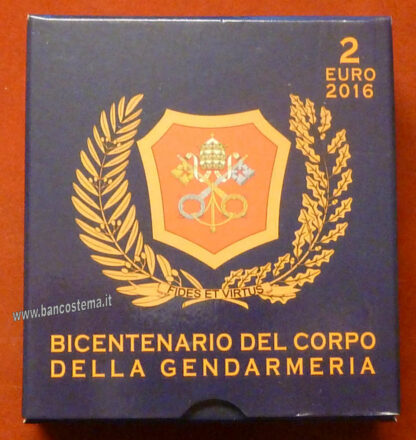 2
EURO
2016
www.bancostema.it
FIDES ET VIRTUS
BICENTENARIO DEL CORPO
DELLA GENDARMERIA